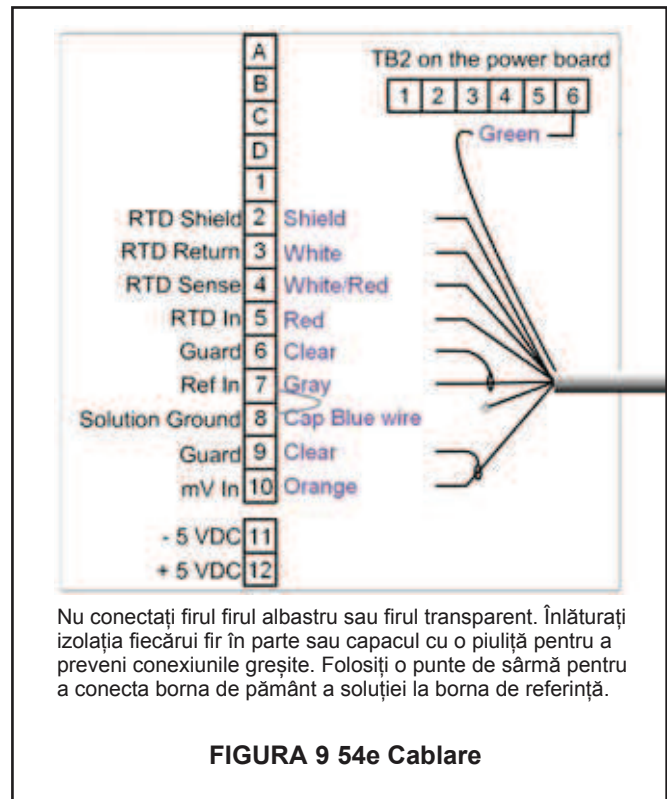 A
TB2 on the power board
B
1 2 3 4 5 6
C
Green
D
1
RTD Shield 2 Shield
RTD Return 3 White
RTD Sense 4 White/Red
RTD In 5 Red
Guard 6 Clear
Ref In 7 Gray
Solution Ground 8 Cap Blue wire
Guard 9 Clear
mV In 10 Orange
- 5 VDC 11
+ 5 VDC 12
Nu conectați firul firul albastru sau firul transparent. Înlăturați
izolația fiecărui fir în parte sau capacul cu o piuliță pentru a
preveni conexiunile greșite. Folosiți o punte de sârmă pentru
a conecta borna de pământ a soluției la borna de referință.
FIGURA 9 54e Cablare